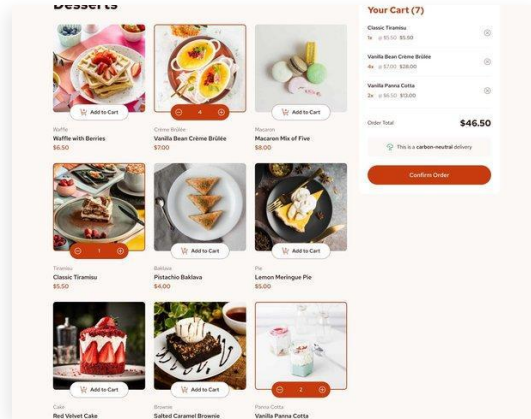 Desserts
Add to Cart
4
Add to Cart
Waffle
Waffle with Berries
$6.50
Crème Brûlée
Vanilla Bean Crème Brûlée
$7.00
Macaron
Macaron Mix of Five
$8.00
1
Add to Cart
Add to Cart
Tiramisu
Classic Tiramisu
$5.50
Baklava
Pistachio Baklava
$4.00
Pie
Lemon Meringue Pie
$5.00
Add to Cart
Add to Cart
2
Cake
Red Velvet Cake
Brownie
Salted Caramel Brownie
Panna Cotta
Vanilla Panna Cotta
Your Cart (7)
Classic Tiramisu
1x @ $5.50 $5.50
Vanilla Bean Crème Brûlée
4x @ $7.00 $28.00
Vanilla Panna Cotta
2x @ $6.50 $13.00
Order Total $46.50
This is a carbon-neutral delivery
Confirm Order